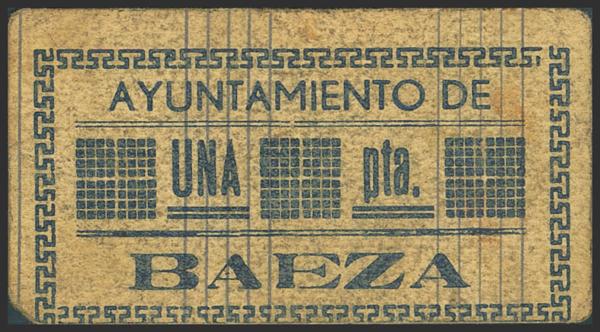 AYUNTAMIENTO DE
UNA pta.
BAEZA